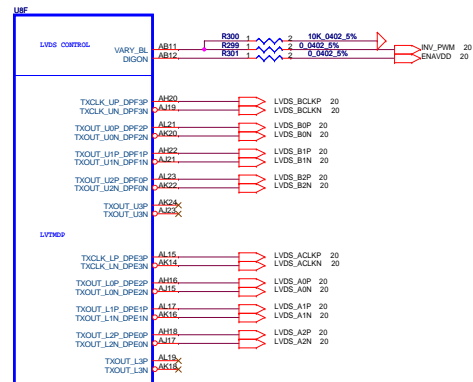 U8F
LVDS CONTROL
R300 1 2 10K_0402_5%
VARY_BL AB11 R299 1 2 0_0402_5% INV_PWM 20
DIGON AB12 R301 1 2 0_0402_5% ENAVDD 20
TXCLK_UP_DPF3P AH20 LVDS_BCLKP 20
TXCLK_UN_DPF3N AJ19 LVDS_BCLKN 20
TXOUT_U0P_DPF2P AL21 LVDS_B0P 20
TXOUT_U0N_DPF2N AK20 LVDS_B0N 20
TXOUT_U1P_DPF1P AH22 LVDS_B1P 20
TXOUT_U1N_DPF1N AJ21 LVDS_B1N 20
TXOUT_U2P_DPF0P AL23 LVDS_B2P 20
TXOUT_U2N_DPF0N AK22 LVDS_B2N 20
TXOUT_U3P AK24
TXOUT_U3N AJ23
LVTMDP
TXCLK_LP_DPE3P AL15 LVDS_ACLKP 20
TXCLK_LN_DPE3N AK14 LVDS_ACLKN 20
TXOUT_L0P_DPE2P AH16 LVDS_A0P 20
TXOUT_L0N_DPE2N AJ15 LVDS_A0N 20
TXOUT_L1P_DPE1P AL17 LVDS_A1P 20
TXOUT_L1N_DPE1N AK16 LVDS_A1N 20
TXOUT_L2P_DPE0P AH18 LVDS_A2P 20
TXOUT_L2N_DPE0N AJ17 LVDS_A2N 20
TXOUT_L3P AL19
TXOUT_L3N AK18